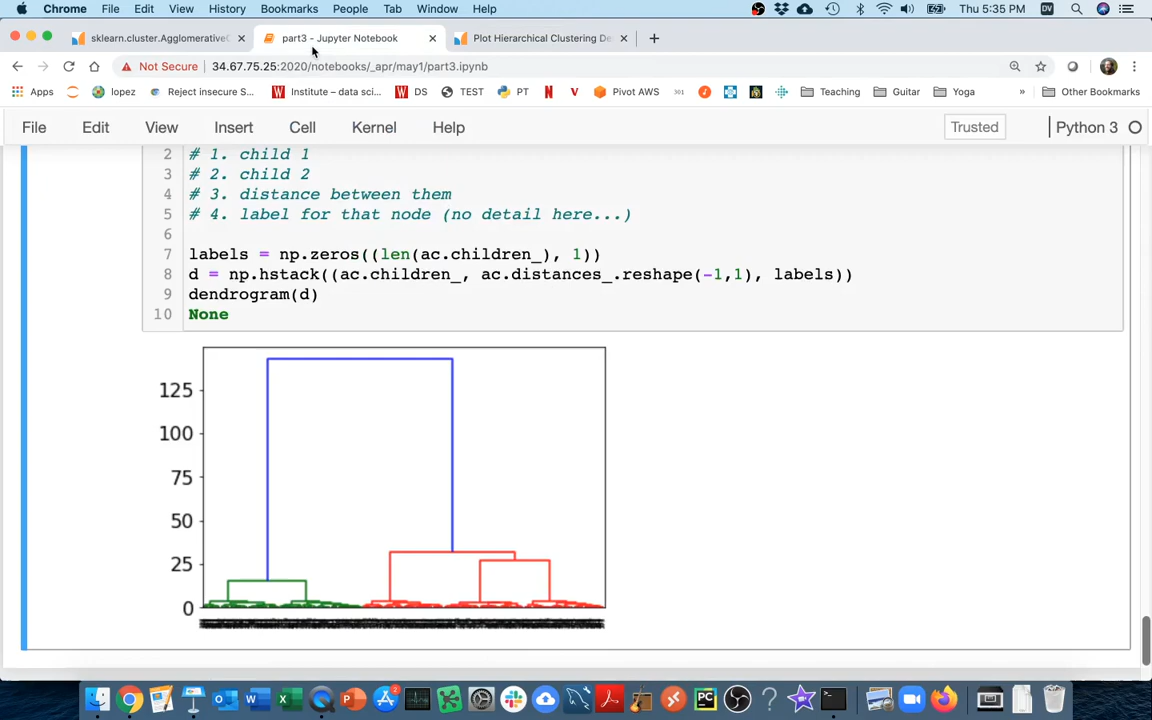 Chrome File Edit View History Bookmarks People Tab Window Help Thu 5:35 PM DV
sklearn.cluster.AgglomerativeC × part3 - Jupyter Notebook × Plot Hierarchical Clustering De × +
Not Secure 34.67.75.25:2020/notebooks/_apr/may1/part3.ipynb
Apps lopez Reject insecure S... Institute – data sci... DS TEST PT Pivot AWS 301 Teaching Guitar Yoga » Other Bookmarks
File Edit View Insert Cell Kernel Help Trusted Python 3
2 # 1. child 1
3 # 2. child 2
4 # 3. distance between them
5 # 4. label for that node (no detail here...)
6
7 labels = np.zeros((len(ac.children_), 1))
8 d = np.hstack((ac.children_, ac.distances_.reshape(-1,1), labels))
9 dendrogram(d)
10 None
125
100
75
50
25
0